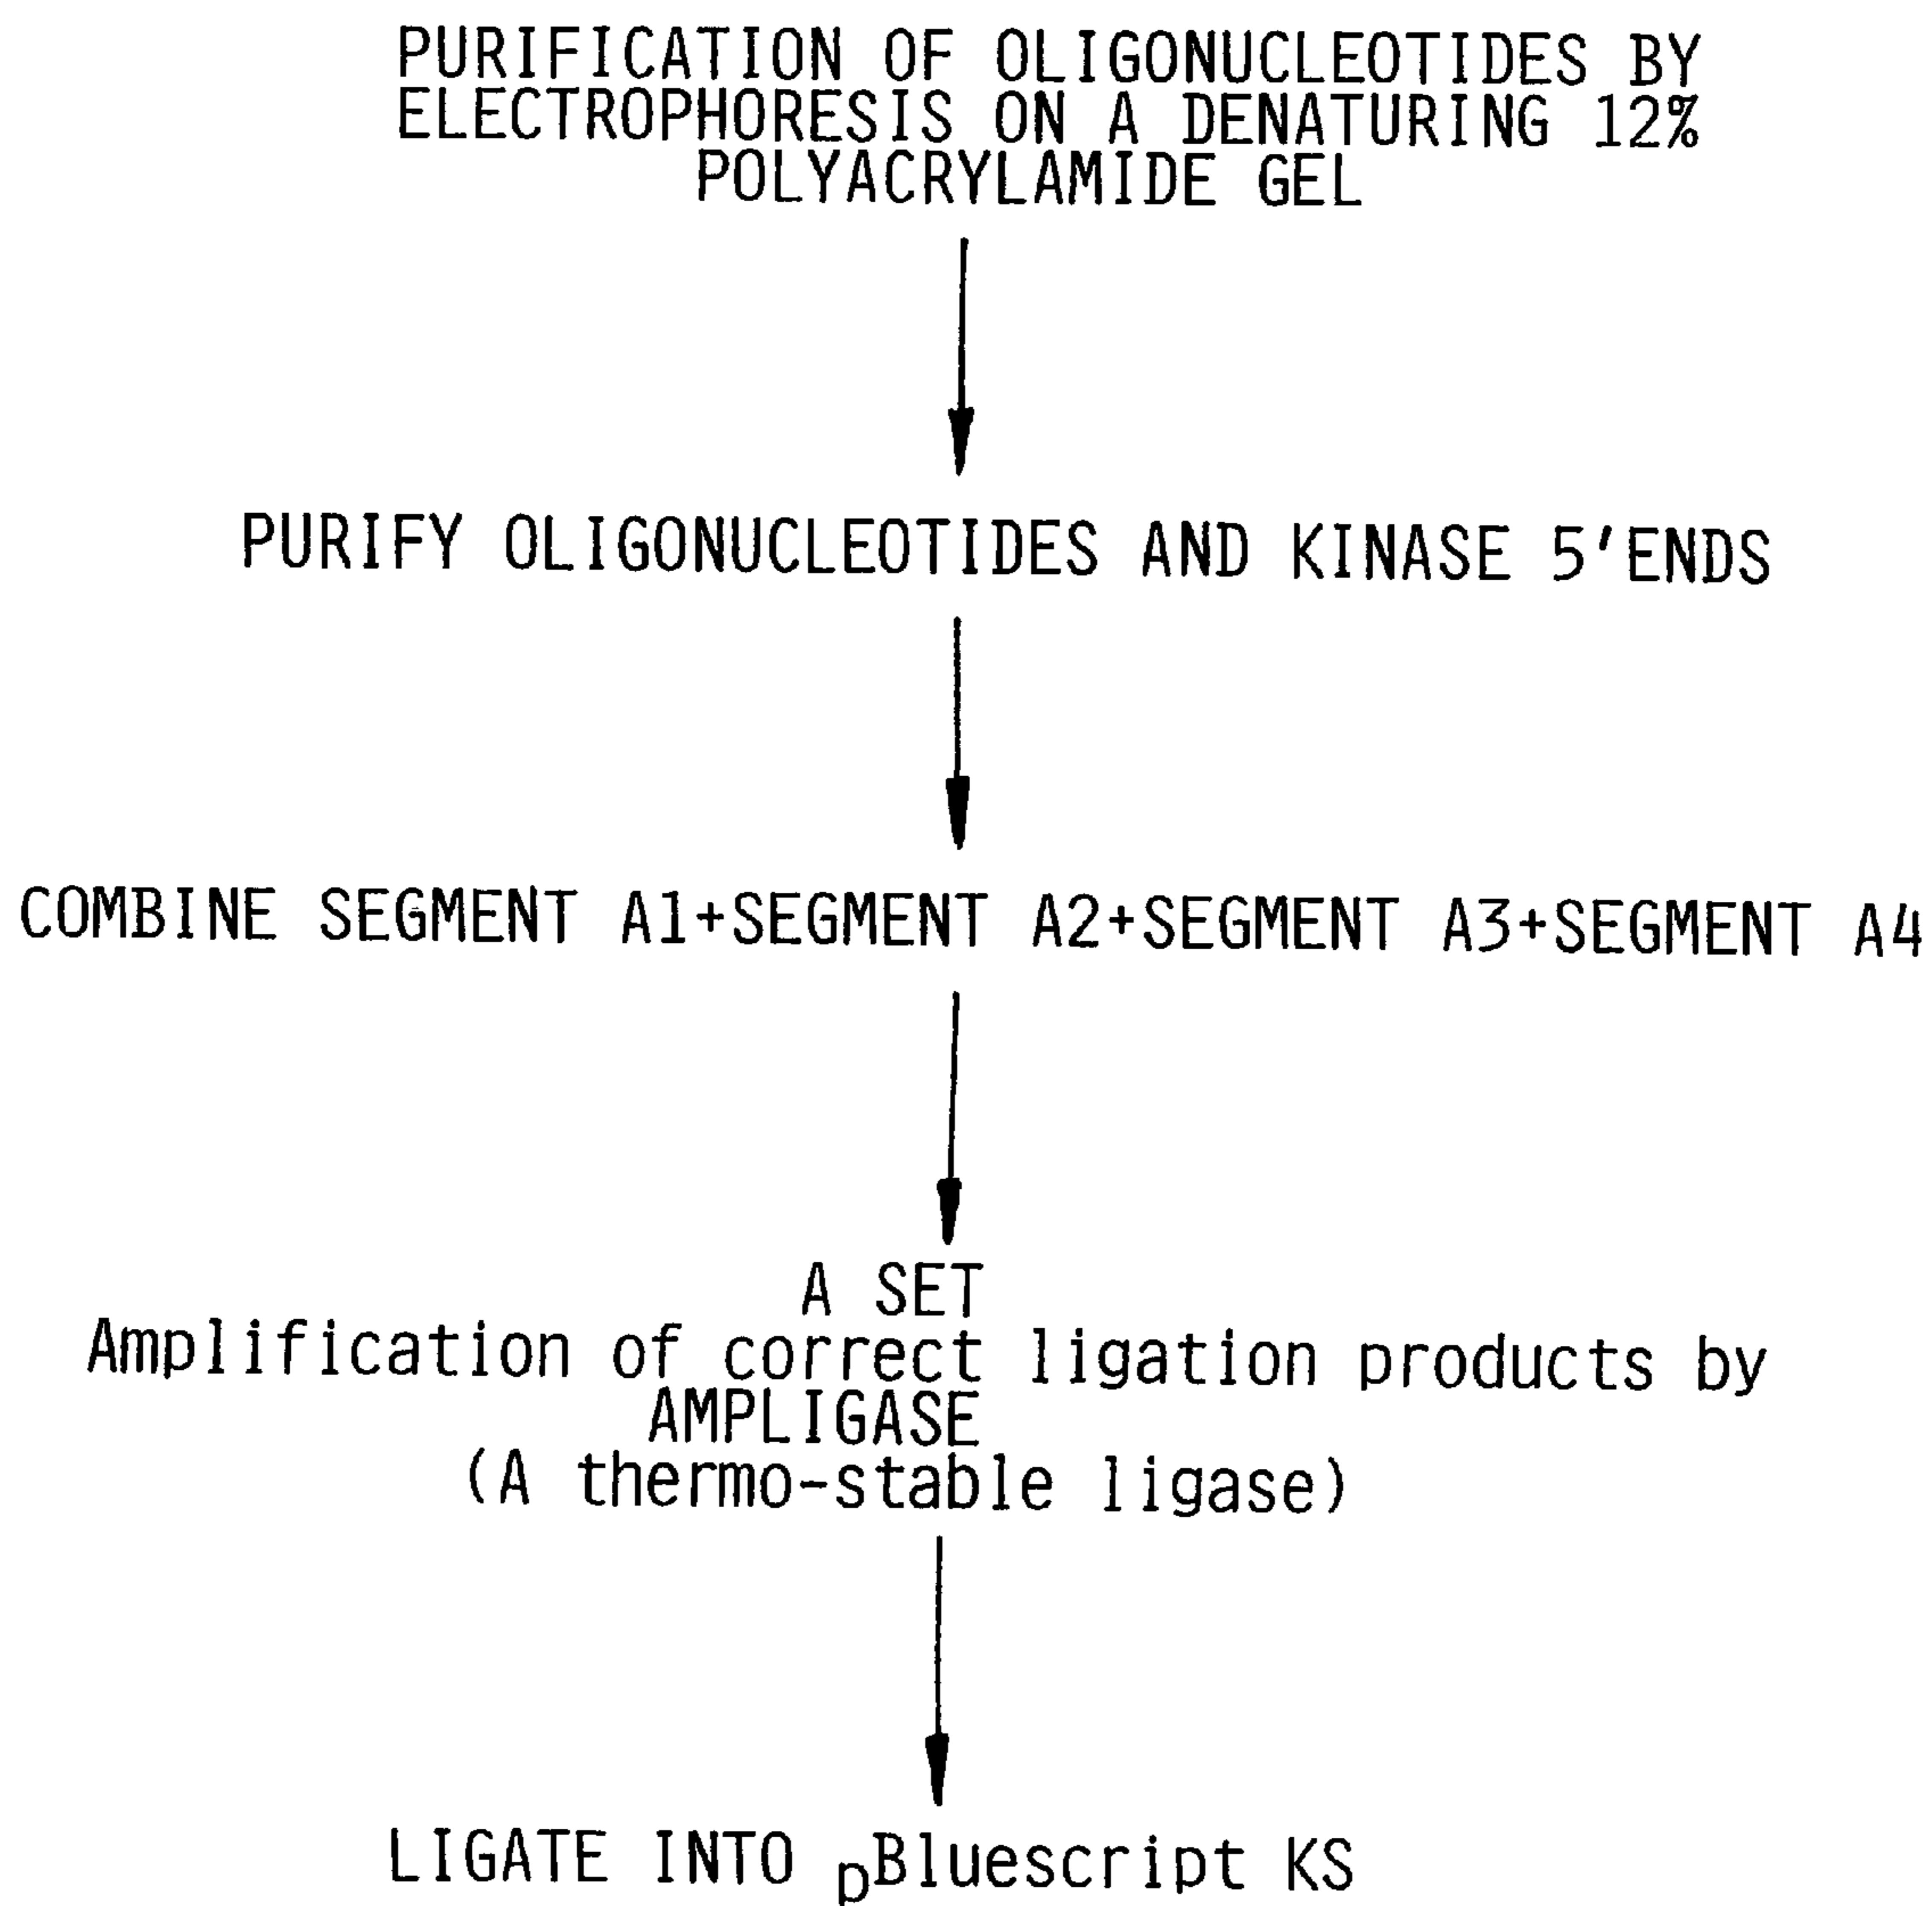 PURIFICATION OF OLIGONUCLEOTIDES BY
ELECTROPHORESIS ON A DENATURING 12%
POLYACRYLAMIDE GEL
PURIFY OLIGONUCLEOTIDES AND KINASE 5'ENDS
COMBINE SEGMENT A1+SEGMENT A2+SEGMENT A3+SEGMENT A4
A SET
Amplification of correct ligation products by
AMPLIGASE
(A thermo-stable ligase)
LIGATE INTO pBluescript KS